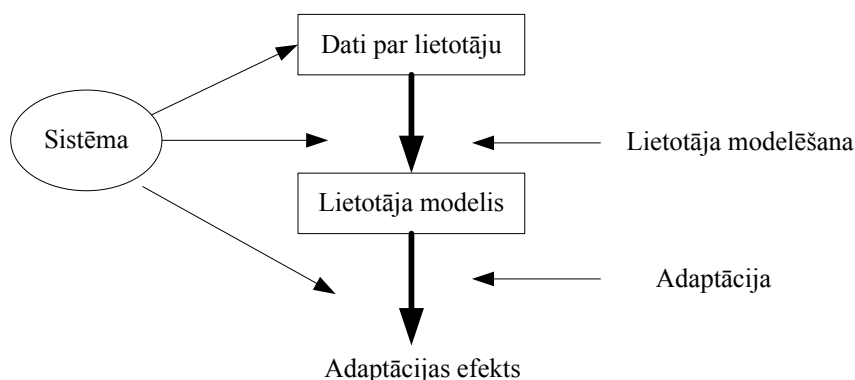 Dati par lietotāju
Sistēma
Lietotāja modelēšana
Lietotāja modelis
Adaptācija
Adaptācijas efekts